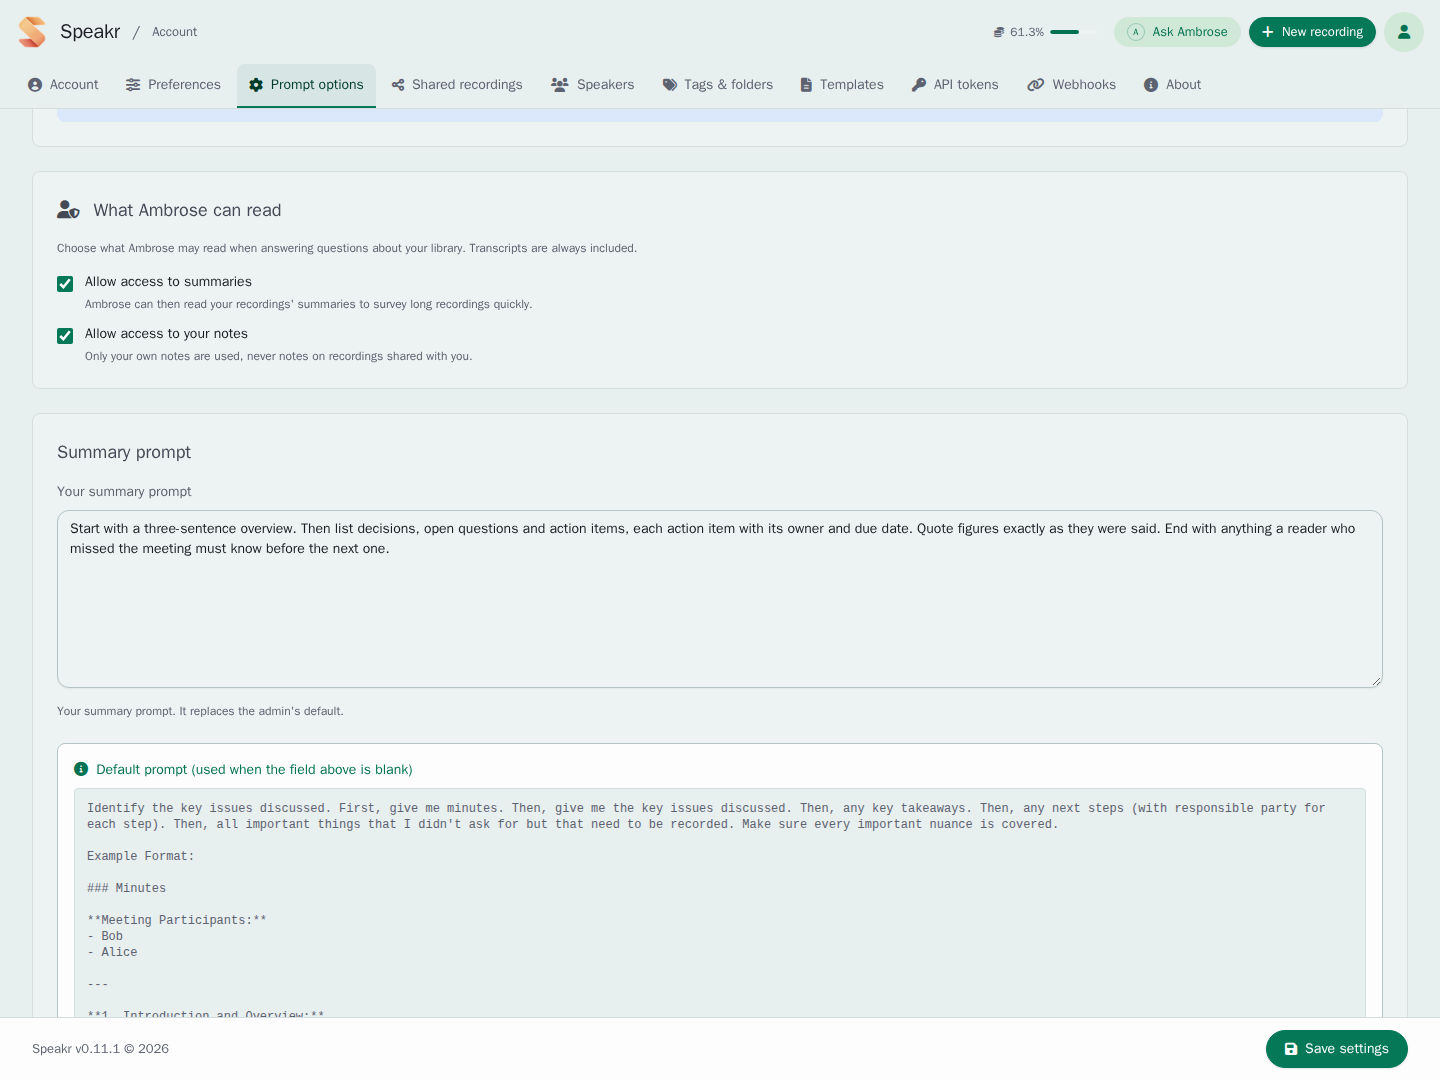 Speakr / Account
61.3%
A Ask Ambrose
New recording
Account
Preferences
Prompt options
Shared recordings
Speakers
Tags & folders
Templates
API tokens
Webhooks
About
What Ambrose can read
Choose what Ambrose may read when answering questions about your library. Transcripts are always included.
Allow access to summaries
Ambrose can then read your recordings' summaries to survey long recordings quickly.
Allow access to your notes
Only your own notes are used, never notes on recordings shared with you.
Summary prompt
Your summary prompt
Start with a three-sentence overview. Then list decisions, open questions and action items, each action item with its owner and due date. Quote figures exactly as they were said. End with anything a reader who
missed the meeting must know before the next one.
Your summary prompt. It replaces the admin's default.
Default prompt (used when the field above is blank)
Identify the key issues discussed. First, give me minutes. Then, give me the key issues discussed. Then, any key takeaways. Then, any next steps (with responsible party for
each step). Then, all important things that I didn't ask for but that need to be recorded. Make sure every important nuance is covered.
Example Format:
### Minutes
**Meeting Participants:**
- Bob
- Alice
---
**1. Introduction and Overview:**
Speakr v0.11.1 © 2026
Save settings